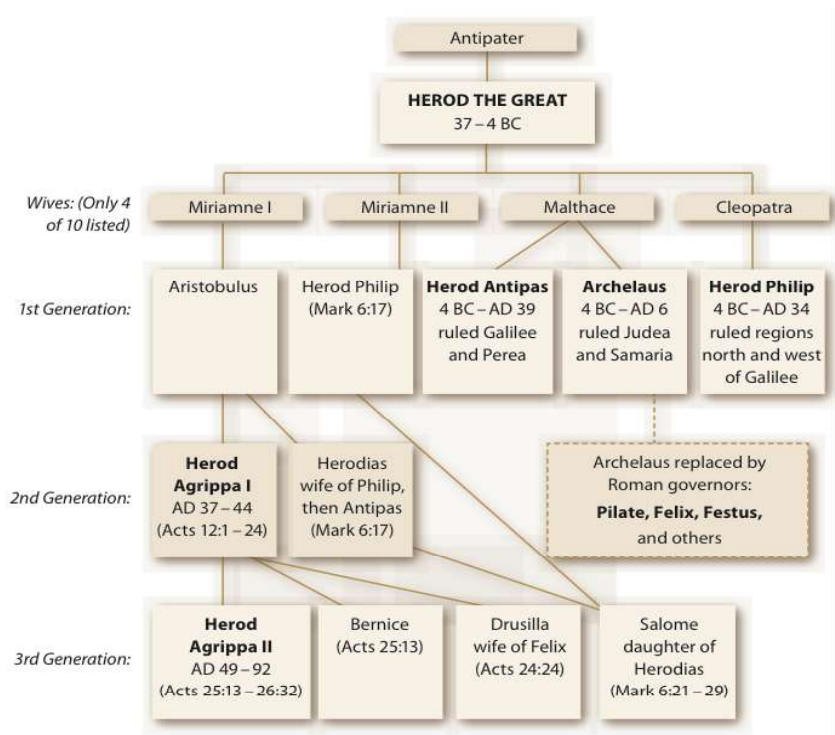 Antipater
HEROD THE GREAT
37 – 4 BC
Wives: (Only 4
of 10 listed)
Miriamne I
Miriamne II
Malthace
Cleopatra
1st Generation:
Aristobulus
Herod Philip
(Mark 6:17)
Herod Antipas
4 BC – AD 39
ruled Galilee
and Perea
Archelaus
4 BC – AD 6
ruled Judea
and Samaria
Herod Philip
4 BC – AD 34
ruled regions
north and west
of Galilee
2nd Generation:
Herod
Agrippa I
AD 37 – 44
(Acts 12:1 – 24)
Herodias
wife of Philip,
then Antipas
(Mark 6:17)
Archelaus replaced by
Roman governors:
Pilate, Felix, Festus,
and others
3rd Generation:
Herod
Agrippa II
AD 49 – 92
(Acts 25:13 – 26:32)
Bernice
(Acts 25:13)
Drusilla
wife of Felix
(Acts 24:24)
Salome
daughter of
Herodias
(Mark 6:21 – 29)